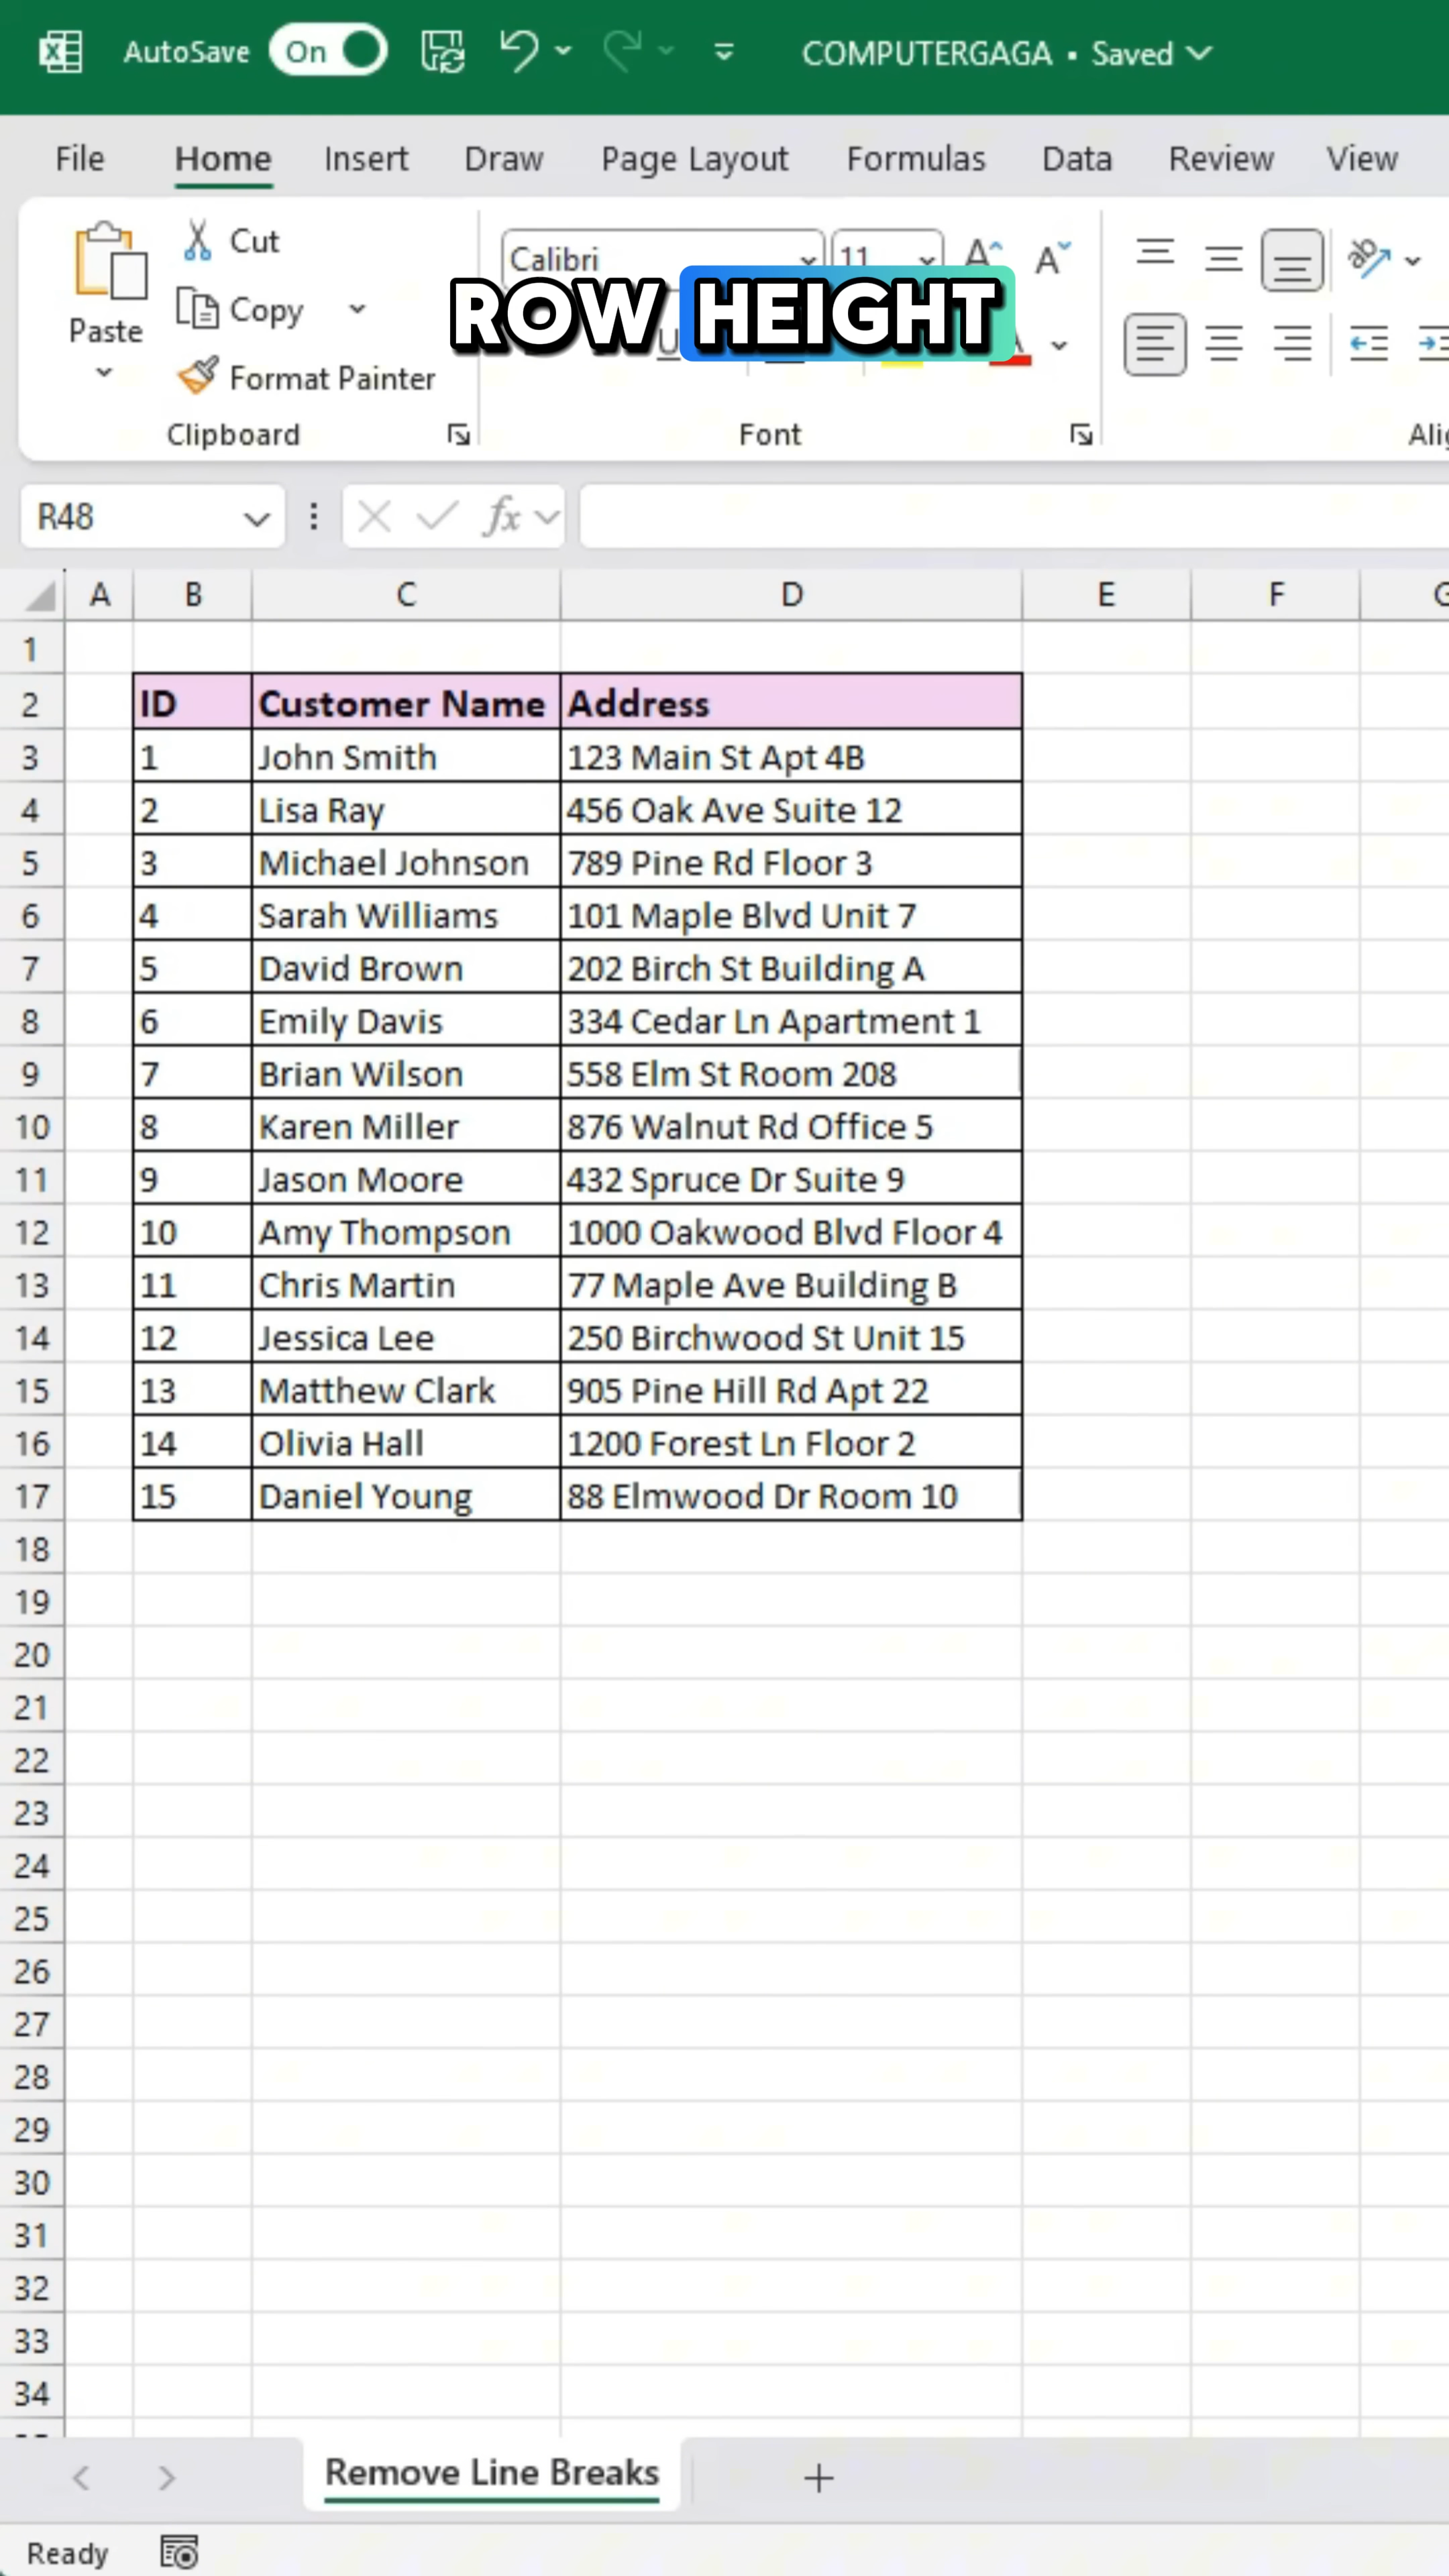 AutoSave On COMPUTERGAGA • Saved
File Home Insert Draw Page Layout Formulas Data Review View
Cut
Calibri 11
Copy
ROW HEIGHT
Paste
Format Painter
Clipboard Font
R48 fx
A B C D E F
1
2 ID Customer Name Address
3 1 John Smith 123 Main St Apt 4B
4 2 Lisa Ray 456 Oak Ave Suite 12
5 3 Michael Johnson 789 Pine Rd Floor 3
6 4 Sarah Williams 101 Maple Blvd Unit 7
7 5 David Brown 202 Birch St Building A
8 6 Emily Davis 334 Cedar Ln Apartment 1
9 7 Brian Wilson 558 Elm St Room 208
10 8 Karen Miller 876 Walnut Rd Office 5
11 9 Jason Moore 432 Spruce Dr Suite 9
12 10 Amy Thompson 1000 Oakwood Blvd Floor 4
13 11 Chris Martin 77 Maple Ave Building B
14 12 Jessica Lee 250 Birchwood St Unit 15
15 13 Matthew Clark 905 Pine Hill Rd Apt 22
16 14 Olivia Hall 1200 Forest Ln Floor 2
17 15 Daniel Young 88 Elmwood Dr Room 10
18
19
20
21
22
23
24
25
26
27
28
29
30
31
32
33
34
Remove Line Breaks
Ready